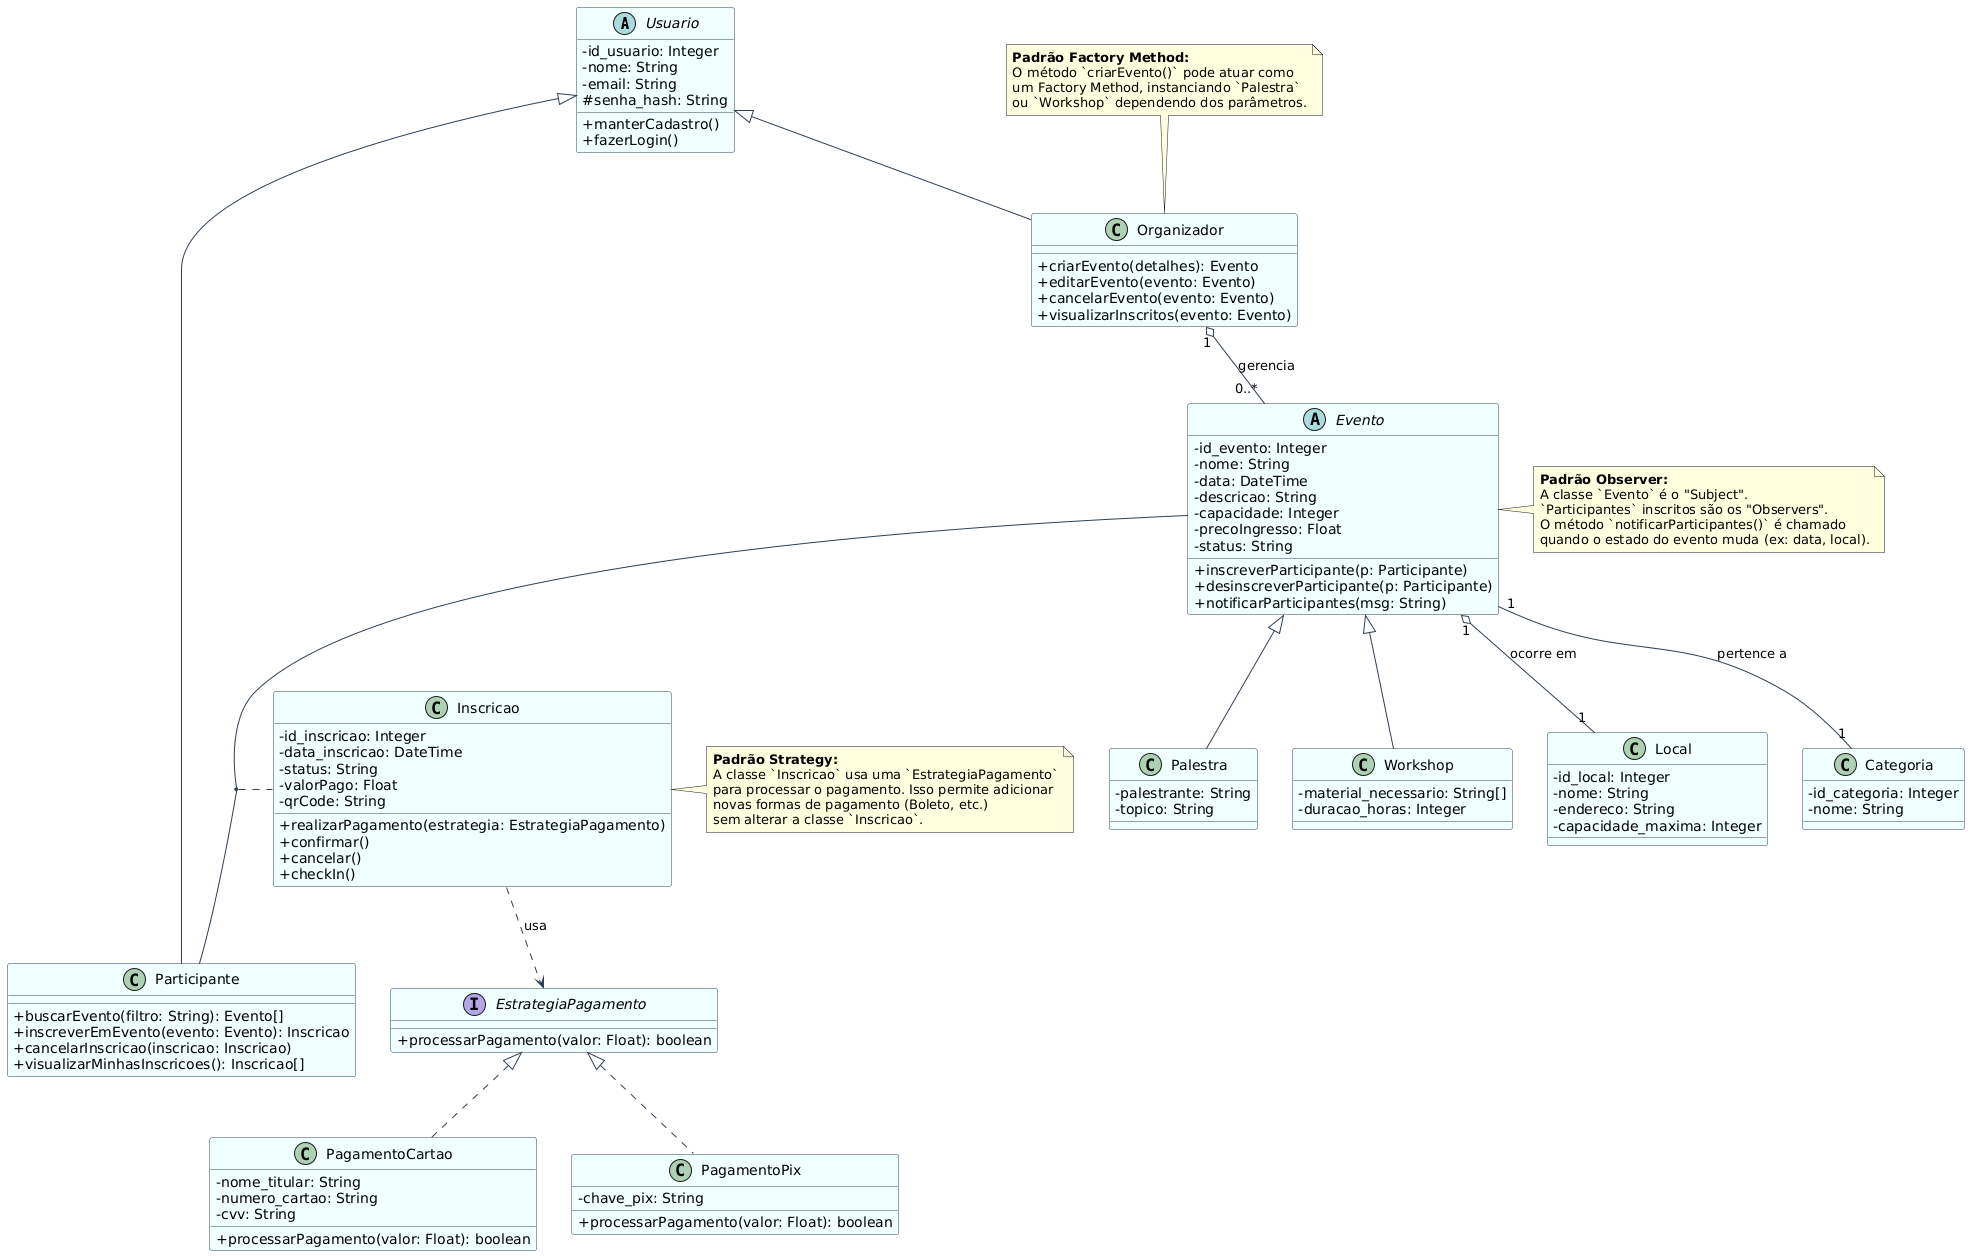 A Usuario
-id_usuario: Integer
-nome: String
-email: String
#senha_hash: String
+manterCadastro()
+fazerLogin()
Padrão Factory Method:
O método `criarEvento()` pode atuar como
um Factory Method, instanciando `Palestra`
ou `Workshop` dependendo dos parâmetros.
C Organizador
+criarEvento(detalhes): Evento
+editarEvento(evento: Evento)
+cancelarEvento(evento: Evento)
+visualizarInscritos(evento: Evento)
1
gerencia
0..*
A Evento
-id_evento: Integer
-nome: String
-data: DateTime
-descricao: String
-capacidade: Integer
-precoIngresso: Float
-status: String
+inscreverParticipante(p: Participante)
+desinscreverParticipante(p: Participante)
+notificarParticipantes(msg: String)
Padrão Observer:
A classe `Evento` é o "Subject".
`Participantes` inscritos são os "Observers".
O método `notificarParticipantes()` é chamado
quando o estado do evento muda (ex: data, local).
1
ocorre em
1
1
pertence a
1
C Inscricao
-id_inscricao: Integer
-data_inscricao: DateTime
-status: String
-valorPago: Float
-qrCode: String
+realizarPagamento(estrategia: EstrategiaPagamento)
+confirmar()
+cancelar()
+checkIn()
Padrão Strategy:
A classe `Inscricao` usa uma `EstrategiaPagamento`
para processar o pagamento. Isso permite adicionar
novas formas de pagamento (Boleto, etc.)
sem alterar a classe `Inscricao`.
C Palestra
-palestrante: String
-topico: String
C Workshop
-material_necessario: String[]
-duracao_horas: Integer
C Local
-id_local: Integer
-nome: String
-endereco: String
-capacidade_maxima: Integer
C Categoria
-id_categoria: Integer
-nome: String
usa
C Participante
+buscarEvento(filtro: String): Evento[]
+inscreverEmEvento(evento: Evento): Inscricao
+cancelarInscricao(inscricao: Inscricao)
+visualizarMinhasInscricoes(): Inscricao[]
I EstrategiaPagamento
+processarPagamento(valor: Float): boolean
C PagamentoCartao
-nome_titular: String
-numero_cartao: String
-cvv: String
+processarPagamento(valor: Float): boolean
C PagamentoPix
-chave_pix: String
+processarPagamento(valor: Float): boolean